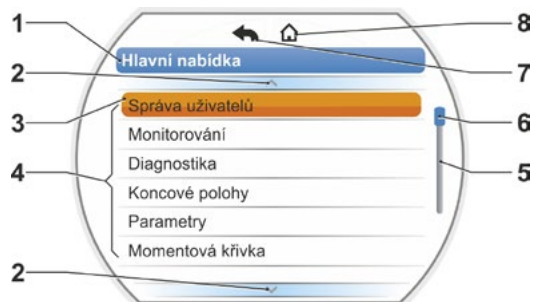 1 8
Hlavní nabídka 7
2
3 Správa uživatelů 6
Monitorování
Diagnostika 5
4 Koncové polohy
Parametry
Momentová křivka
2